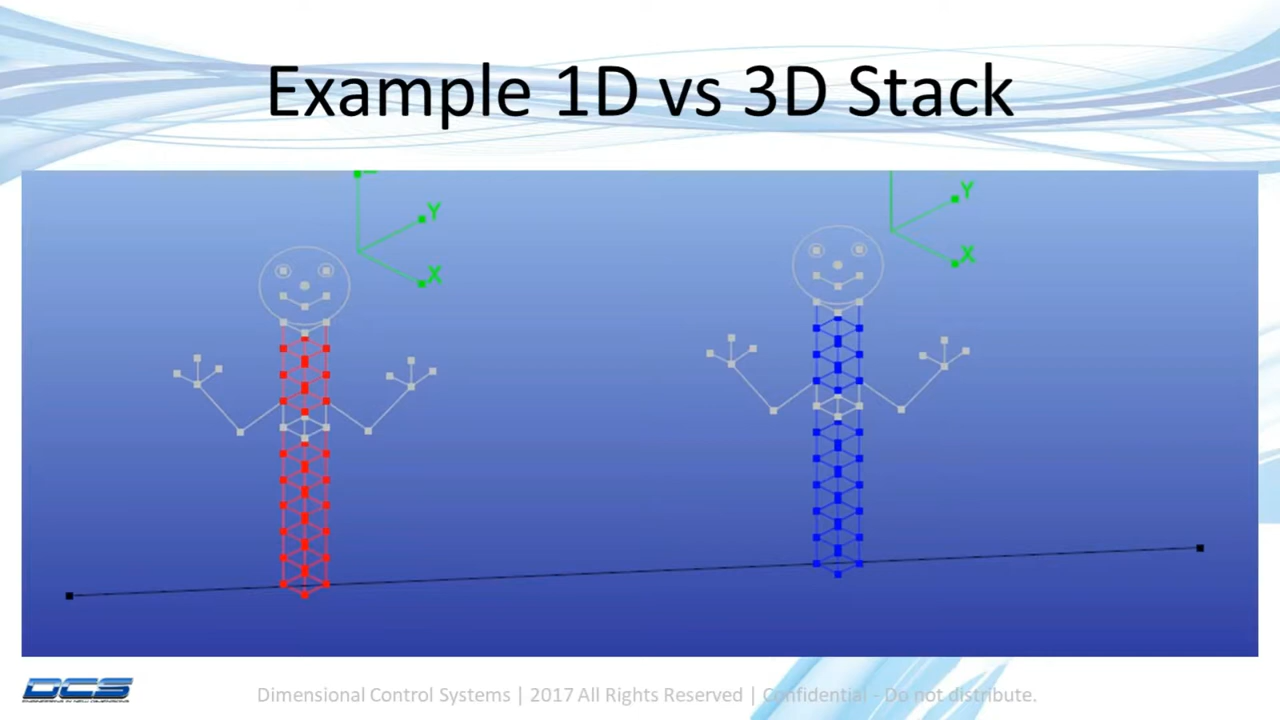 Example 1D vs 3D Stack
Y
X
Y
X
DCS
Dimensional Control Systems | 2017 All Rights Reserved | Confidential - Do not distribute.